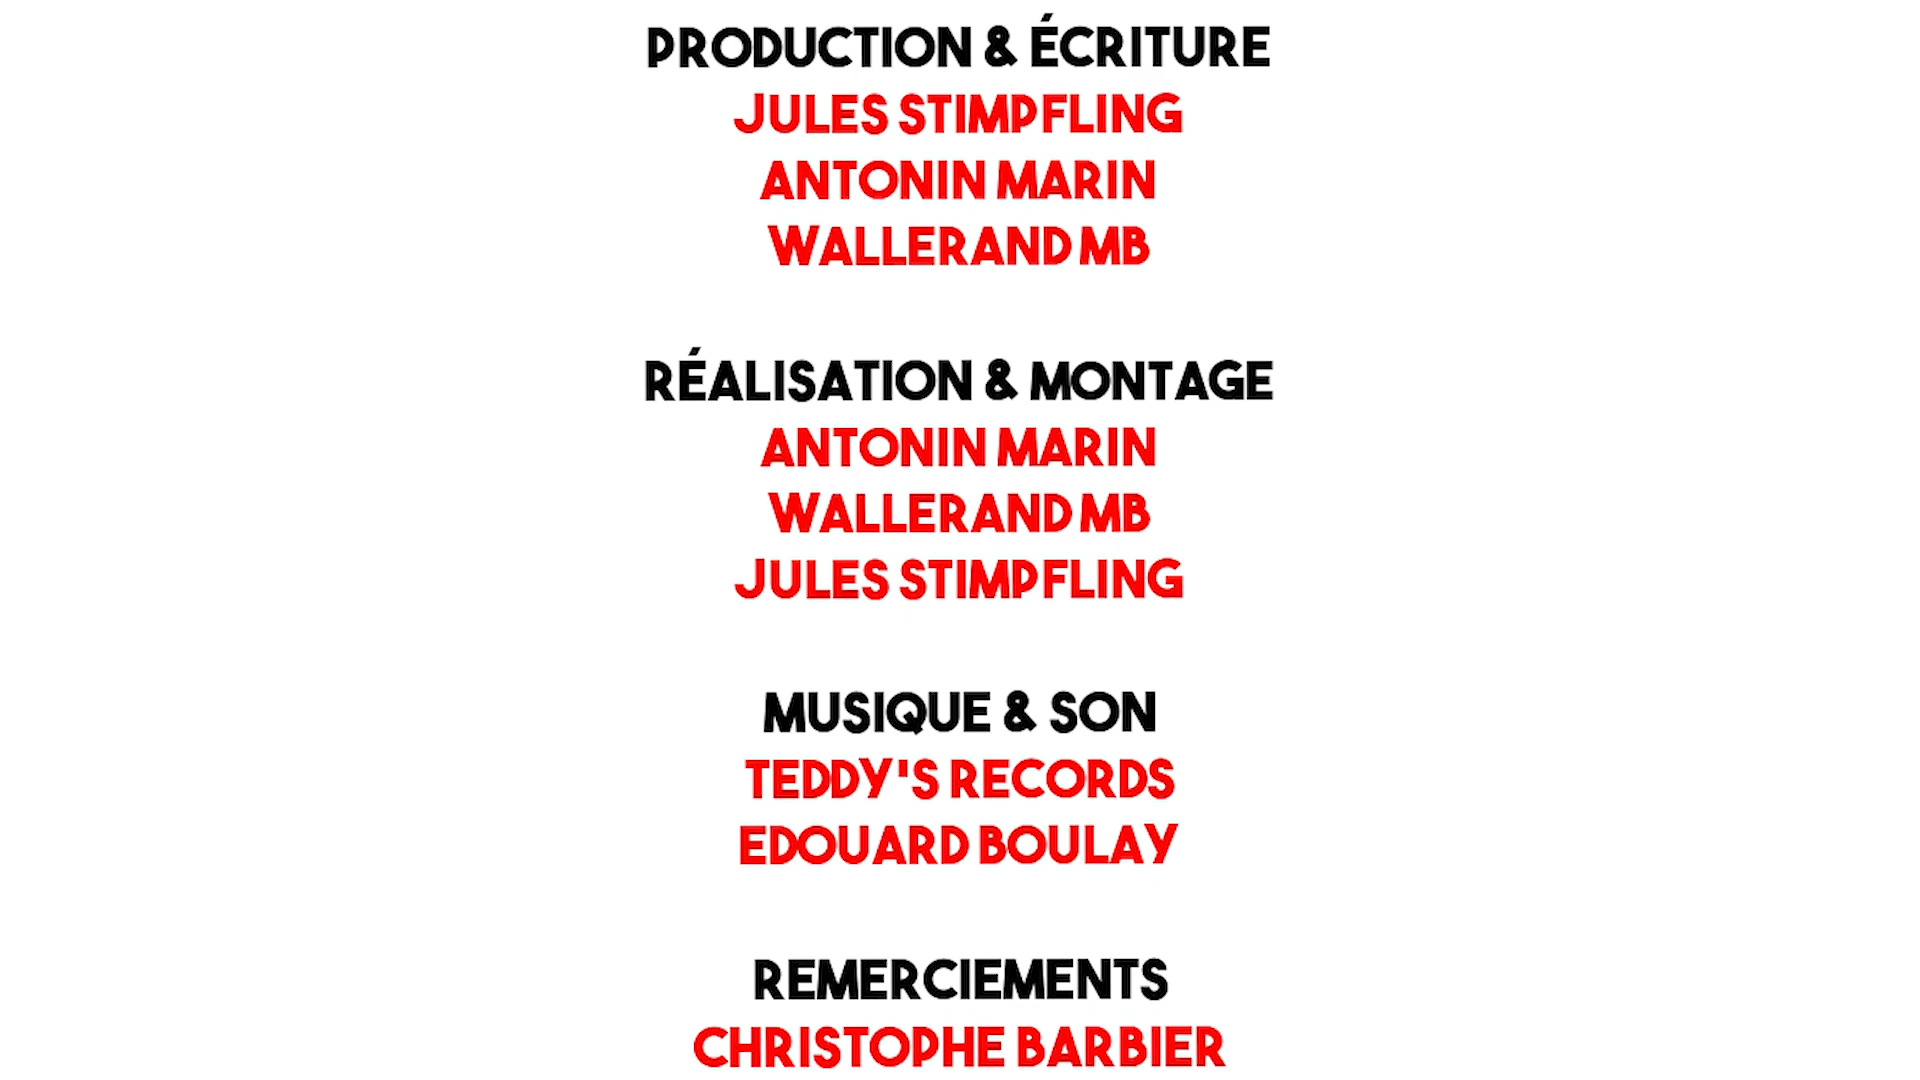 PRODUCTION & ÉCRITURE
JULES STIMPFLING
ANTONIN MARIN
WALLERAND MB
RÉALISATION & MONTAGE
ANTONIN MARIN
WALLERAND MB
JULES STIMPFLING
MUSIQUE & SON
TEDDY'S RECORDS
EDOUARD BOULAY
REMERCIEMENTS
CHRISTOPHE BARBIER